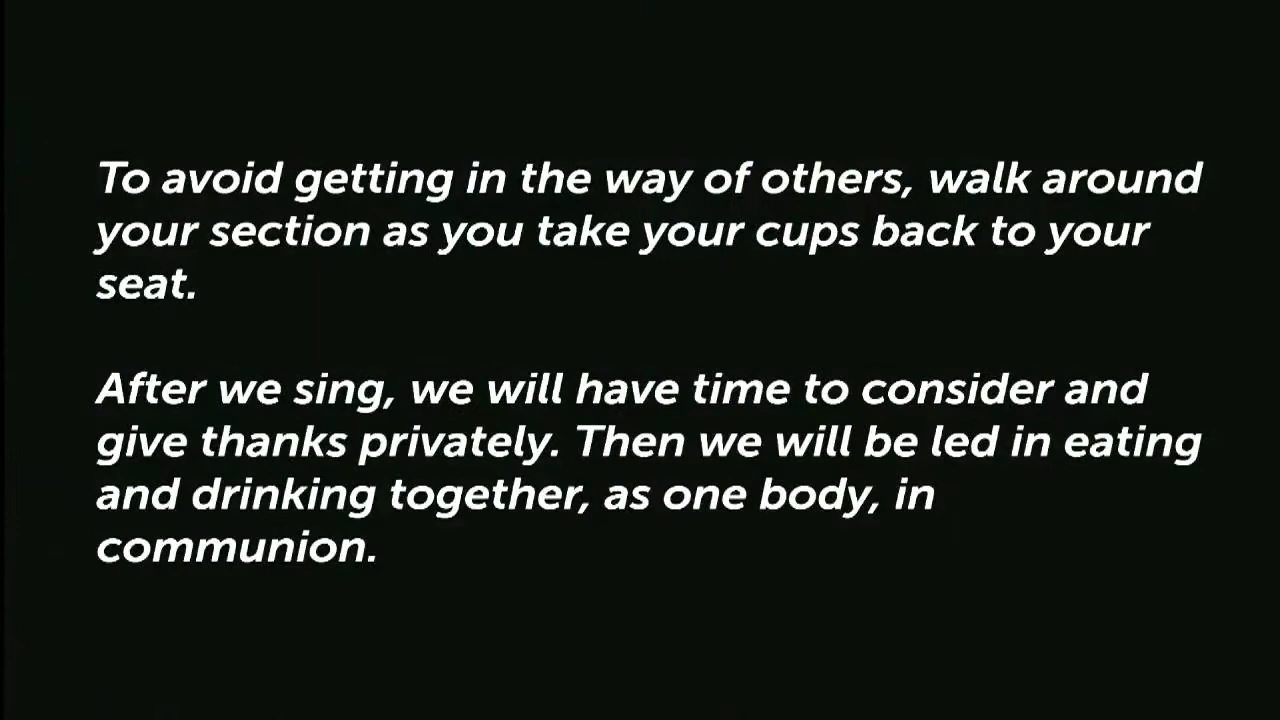 To avoid getting in the way of others, walk around
your section as you take your cups back to your
seat.
After we sing, we will have time to consider and
give thanks privately. Then we will be led in eating
and drinking together, as one body, in
communion.